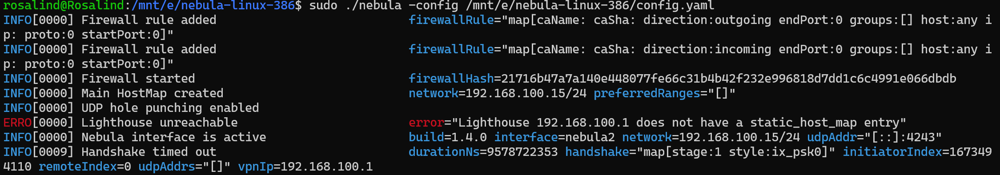 rosalind@Rosalind:/mnt/e/nebula-linux-386$ sudo ./nebula -config /mnt/e/nebula-linux-386/config.yaml
INFO[0000] Firewall rule added                           firewallRule="map[caName: caSha: direction:outgoing endPort:0 groups:[] host:any i
p: proto:0 startPort:0]"
INFO[0000] Firewall rule added                           firewallRule="map[caName: caSha: direction:incoming endPort:0 groups:[] host:any i
p: proto:0 startPort:0]"
INFO[0000] Firewall started                              firewallHash=21716b47a7a140e448077fe66c31b4b42f232e996818d7dd1c6c4991e066dbdb
INFO[0000] Main HostMap created                          network=192.168.100.15/24 preferredRanges="[]"
INFO[0000] UDP hole punching enabled
ERRO[0000] Lighthouse unreachable                        error="Lighthouse 192.168.100.1 does not have a static_host_map entry"
INFO[0000] Nebula interface is active                    build=1.4.0 interface=nebula2 network=192.168.100.15/24 udpAddr="[::]:4243"
INFO[0009] Handshake timed out                           durationNs=9578722353 handshake="map[stage:1 style:ix_psk0]" initiatorIndex=167349
4110 remoteIndex=0 udpAddrs="[]" vpnIp=192.168.100.1